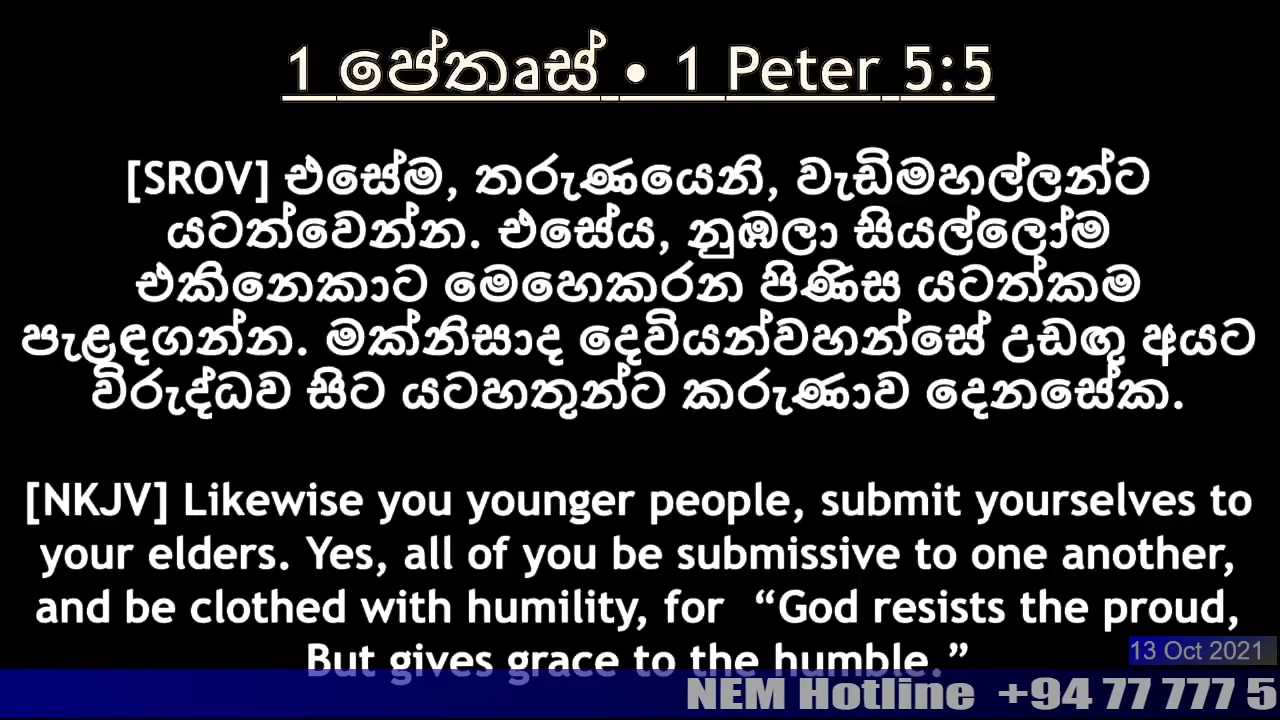 1 පේතෘස් • 1 Peter 5:5
[SROV] එසේම, තරුණයෙනි, වැඩිමහල්ලන්ට
යටත්වෙන්න. එසේය, නුඹලා සියල්ලෝම
එකිනෙකාට මෙහෙකරන පිණිස යටත්කම
පැළඳගන්න. මක්නිසාද දෙවියන්වහන්සේ උඩඟු අයට
විරුද්ධව සිට යටහතුන්ට කරුණාව දෙනසේක.
[NKJV] Likewise you younger people, submit yourselves to
your elders. Yes, all of you be submissive to one another,
and be clothed with humility, for “God resists the proud,
But gives grace to the humble.”
13 Oct 2021
NEM Hotline +94 77 777 5